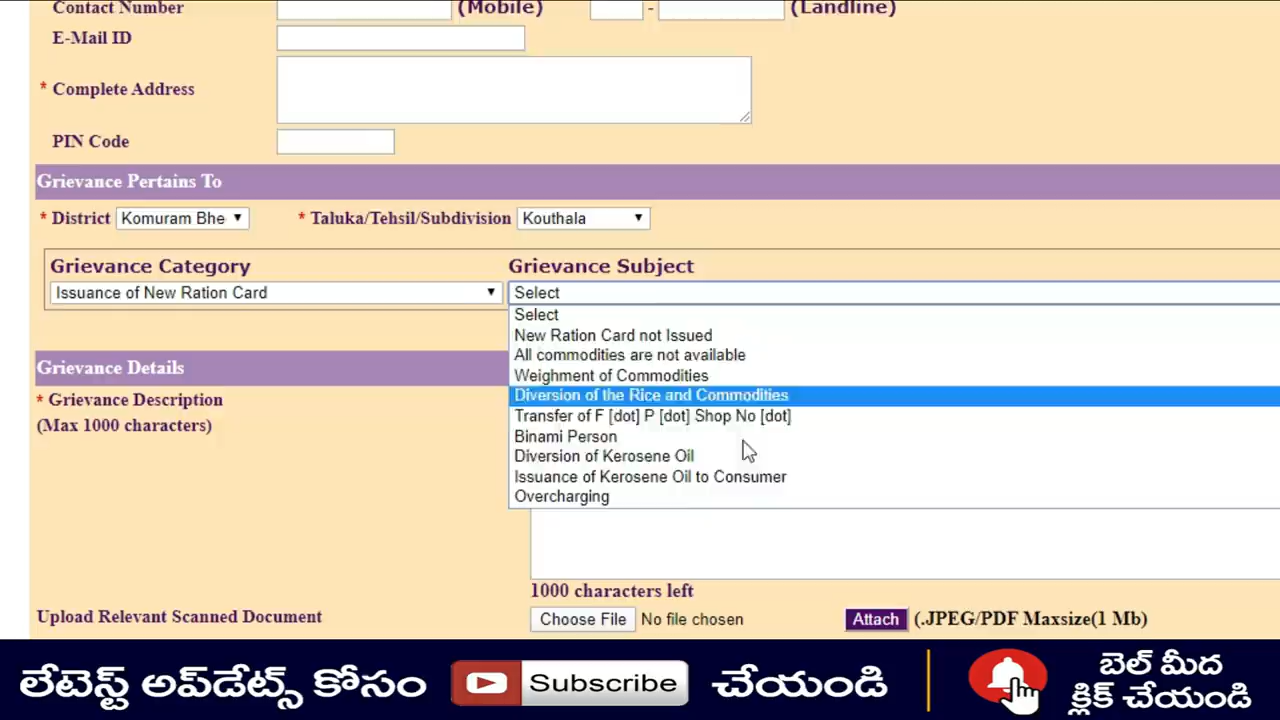 Contact Number (Mobile) - (Landline)
E-Mail ID
* Complete Address
PIN Code
Grievance Pertains To
* District Komuram Bhe * Taluka/Tehsil/Subdivision Kouthala
Grievance Category Grievance Subject
Issuance of New Ration Card Select
Select
New Ration Card not Issued
All commodities are not available
Weighment of Commodities
Grievance Details
Diversion of the Rice and Commodities
* Grievance Description
Transfer of F [dot] P [dot] Shop No [dot]
(Max 1000 characters)
Binami Person
Diversion of Kerosene Oil
Issuance of Kerosene Oil to Consumer
Overcharging
1000 characters left
Upload Relevant Scanned Document Choose File No file chosen Attach (.JPEG/PDF Maxsize(1 Mb)
లేటెస్ట్ అప్‌డేట్స్ కోసం Subscribe చేయండి
బెల్ మీద
క్లిక్ చేయండి